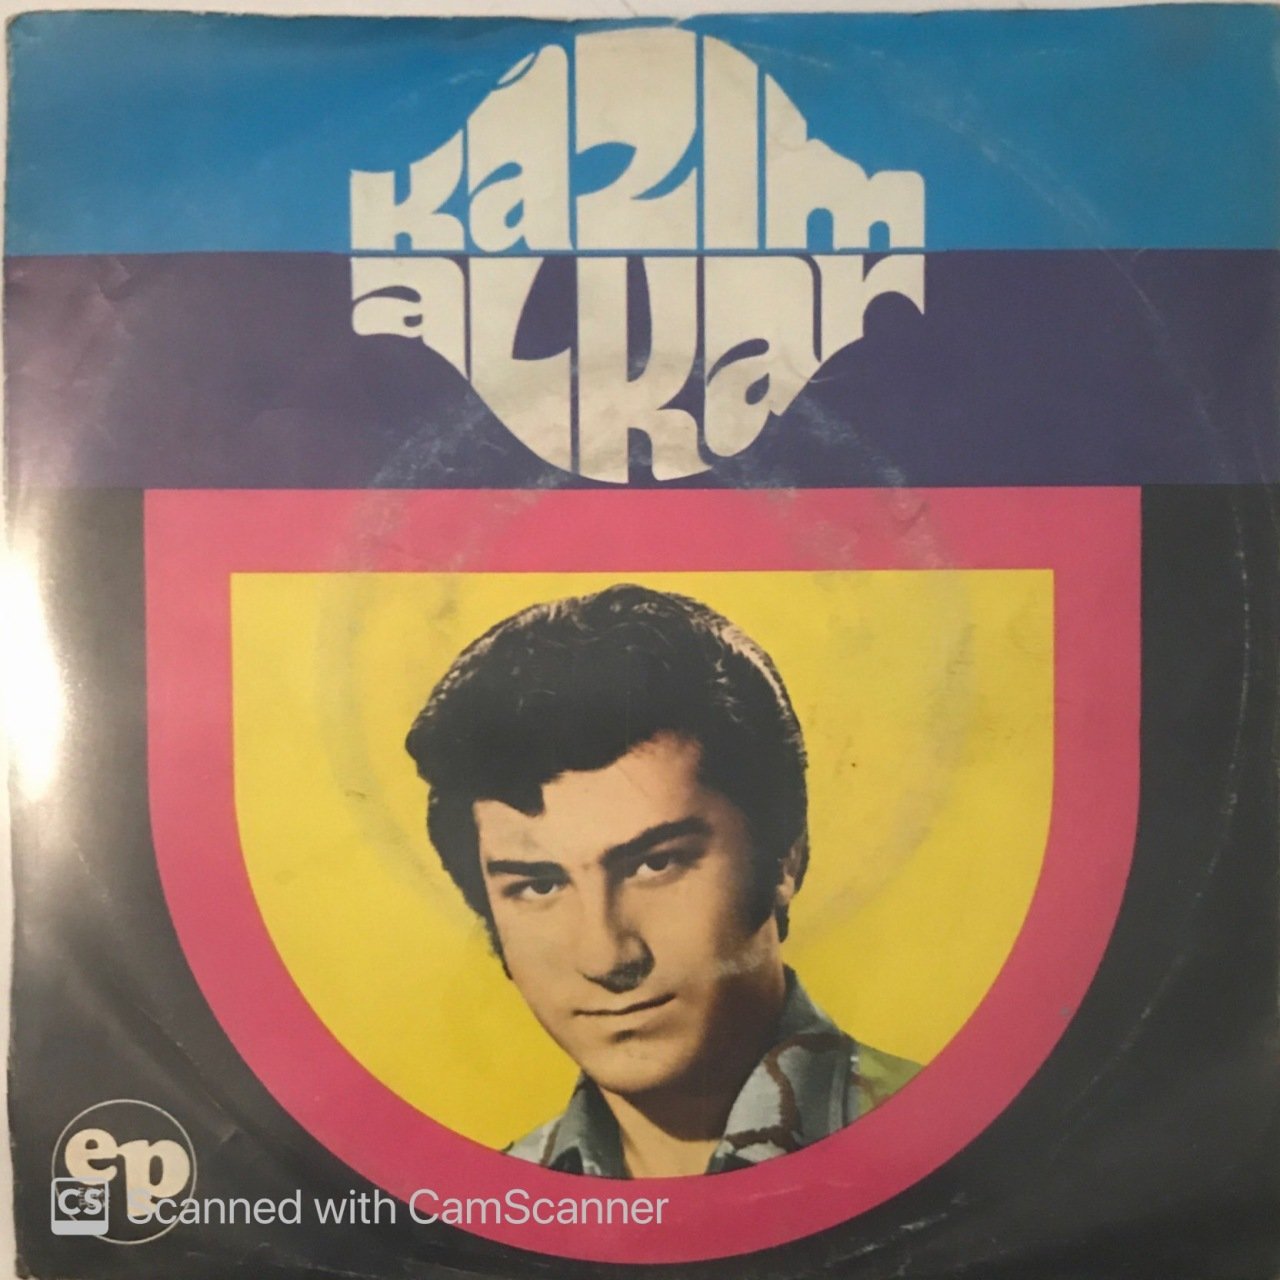 Kâzım
alkar
ep
CS Scanned with CamScanner